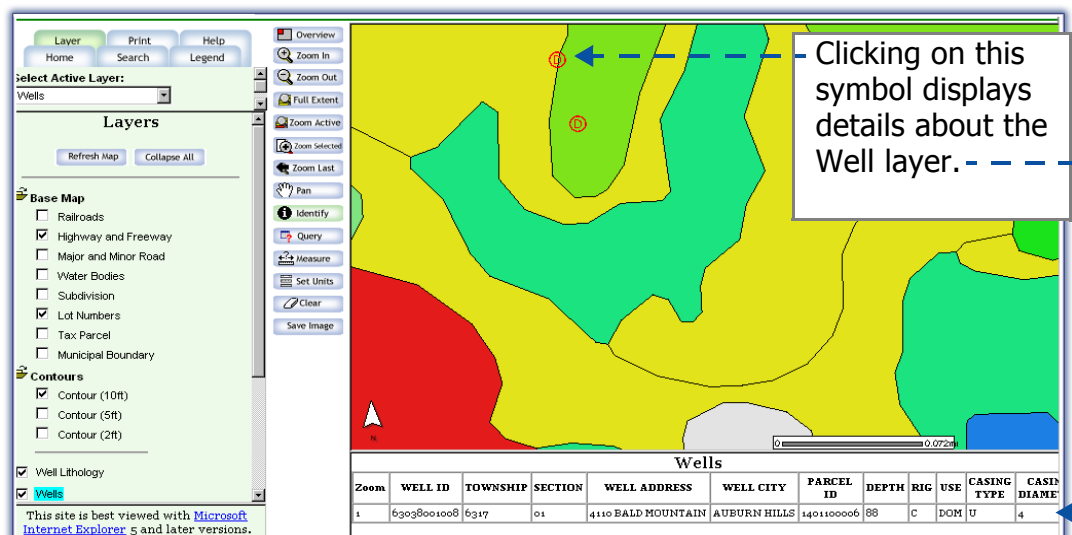 Layer Print Help
Home Search Legend
Select Active Layer:
Wells
Layers
Refresh Map Collapse All
Base Map
Railroads
Highway and Freeway
Major and Minor Road
Water Bodies
Subdivision
Lot Numbers
Tax Parcel
Municipal Boundary
Contours
Contour (10ft)
Contour (5ft)
Contour (2ft)
Well Lithology
Wells
This site is best viewed with Microsoft
Internet Explorer 5 and later versions.
Overview
Zoom In
Zoom Out
Full Extent
Zoom Active
Zoom Selected
Zoom Last
Pan
Identify
Query
Measure
Set Units
Clear
Save Image
D
D
Clicking on this
symbol displays
details about the
Well layer.
N
0 0.072mi
Wells
Zoom WELL ID TOWNSHIP SECTION WELL ADDRESS WELL CITY PARCEL ID DEPTH RIG USE CASING TYPE CASIN DIAME
1 63038001008 6317 01 4110 BALD MOUNTAIN AUBURN HILLS 1401100006 88 C DOM U 4